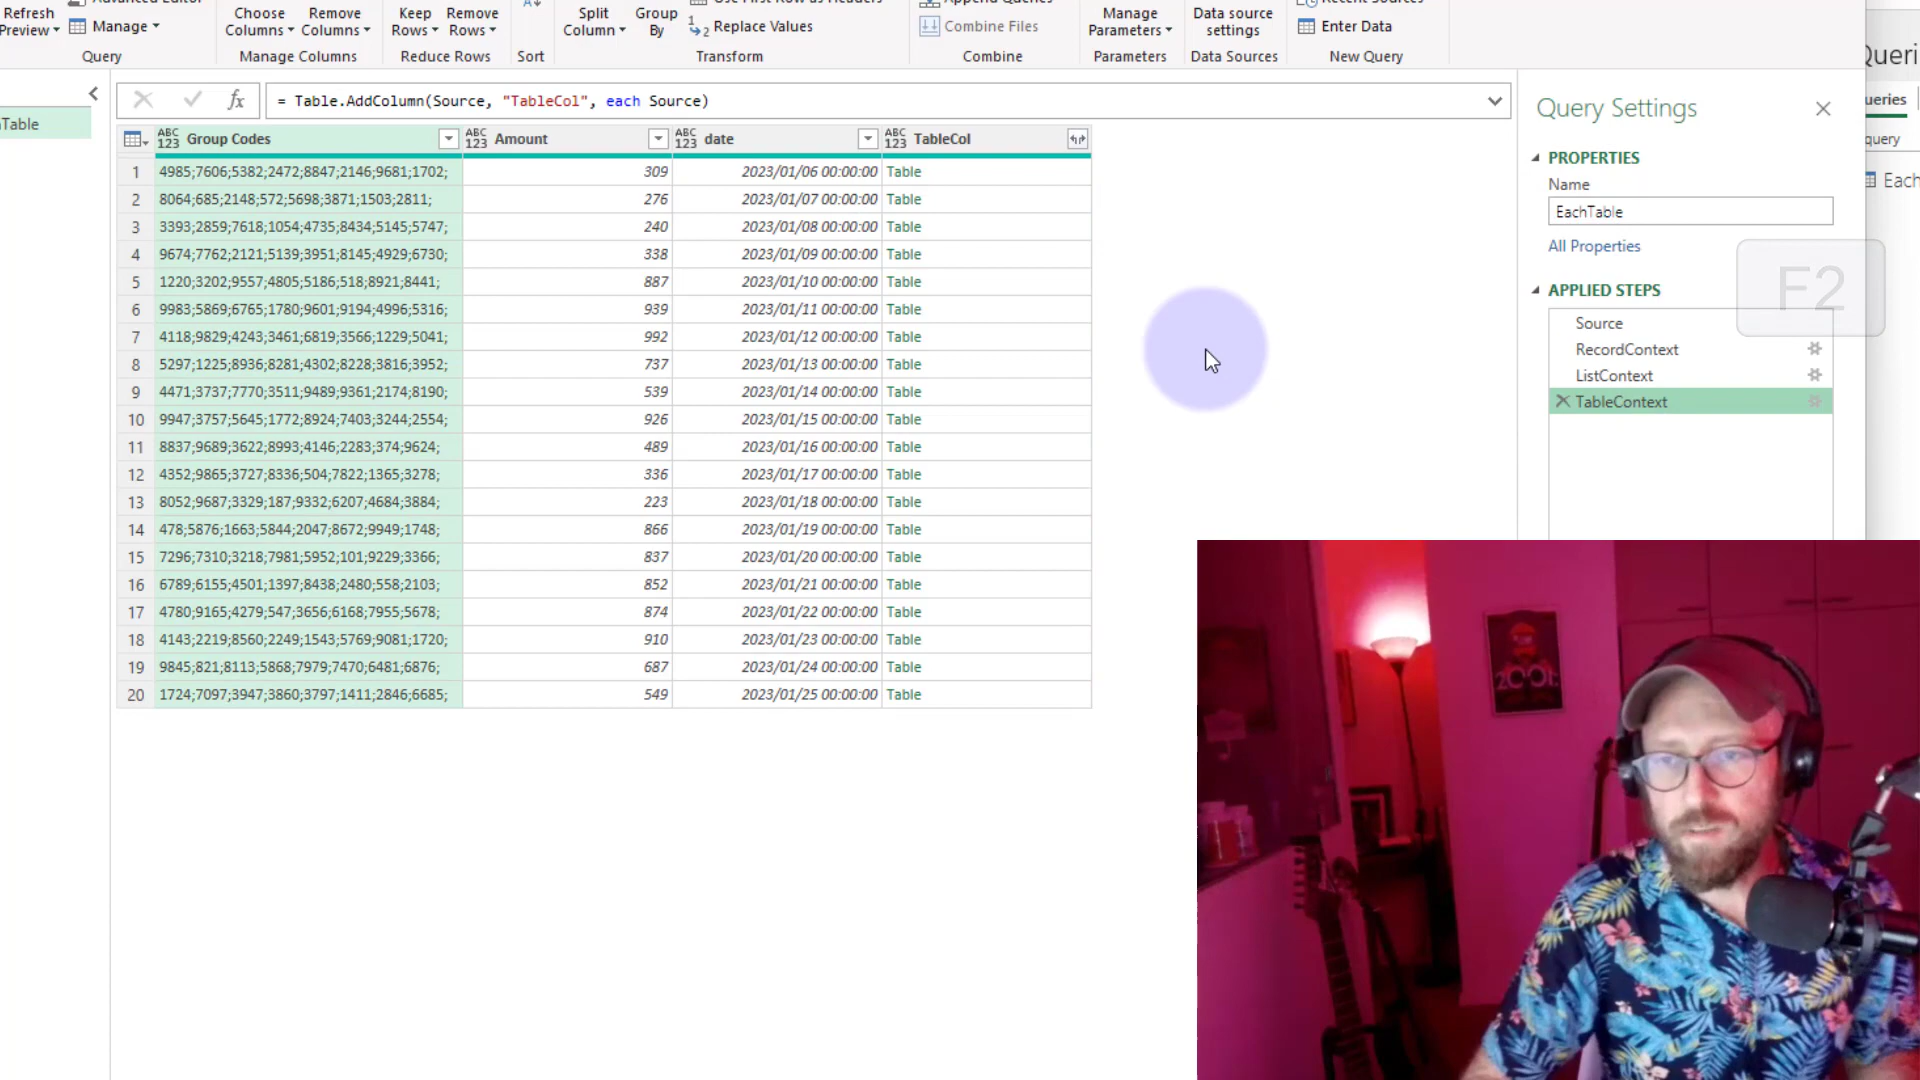 Refresh
Preview
Manage
Query
Choose
Columns
Remove
Columns
Manage Columns
Keep
Rows
Remove
Rows
Reduce Rows
Sort
Split
Column
Group
By
Replace Values
Transform
Combine Files
Combine
Manage
Parameters
Parameters
Data source
settings
Data Sources
Enter Data
New Query
Queri
ueries
query
Each
Table
fx
= Table.AddColumn(Source, "TableCol", each Source)
ABC 123 Group Codes ABC 123 Amount ABC 123 date ABC 123 TableCol
1 4985;7606;5382;2472;8847;2146;9681;1702; 309 2023/01/06 00:00:00 Table
2 8064;685;2148;572;5698;3871;1503;2811; 276 2023/01/07 00:00:00 Table
3 3393;2859;7618;1054;4735;8434;5145;5747; 240 2023/01/08 00:00:00 Table
4 9674;7762;2121;5139;3951;8145;4929;6730; 338 2023/01/09 00:00:00 Table
5 1220;3202;9557;4805;5186;518;8921;8441; 887 2023/01/10 00:00:00 Table
6 9983;5869;6765;1780;9601;9194;4996;5316; 939 2023/01/11 00:00:00 Table
7 4118;9829;4243;3461;6819;3566;1229;5041; 992 2023/01/12 00:00:00 Table
8 5297;1225;8936;8281;4302;8228;3816;3952; 737 2023/01/13 00:00:00 Table
9 4471;3737;7770;3511;9489;9361;2174;8190; 539 2023/01/14 00:00:00 Table
10 9947;3757;5645;1772;8924;7403;3244;2554; 926 2023/01/15 00:00:00 Table
11 8837;9689;3622;8993;4146;2283;374;9624; 489 2023/01/16 00:00:00 Table
12 4352;9865;3727;8336;504;7822;1365;3278; 336 2023/01/17 00:00:00 Table
13 8052;9687;3329;187;9332;6207;4684;3884; 223 2023/01/18 00:00:00 Table
14 478;5876;1663;5844;2047;8672;9949;1748; 866 2023/01/19 00:00:00 Table
15 7296;7310;3218;7981;5952;101;9229;3366; 837 2023/01/20 00:00:00 Table
16 6789;6155;4501;1397;8438;2480;558;2103; 852 2023/01/21 00:00:00 Table
17 4780;9165;4279;547;3656;6168;7955;5678; 874 2023/01/22 00:00:00 Table
18 4143;2219;8560;2249;1543;5769;9081;1720; 910 2023/01/23 00:00:00 Table
19 9845;821;8113;5868;7979;7470;6481;6876; 687 2023/01/24 00:00:00 Table
20 1724;7097;3947;3860;3797;1411;2846;6685; 549 2023/01/25 00:00:00 Table
Query Settings
PROPERTIES
Name
EachTable
All Properties
F2
APPLIED STEPS
Source
RecordContext
ListContext
TableContext
2001: